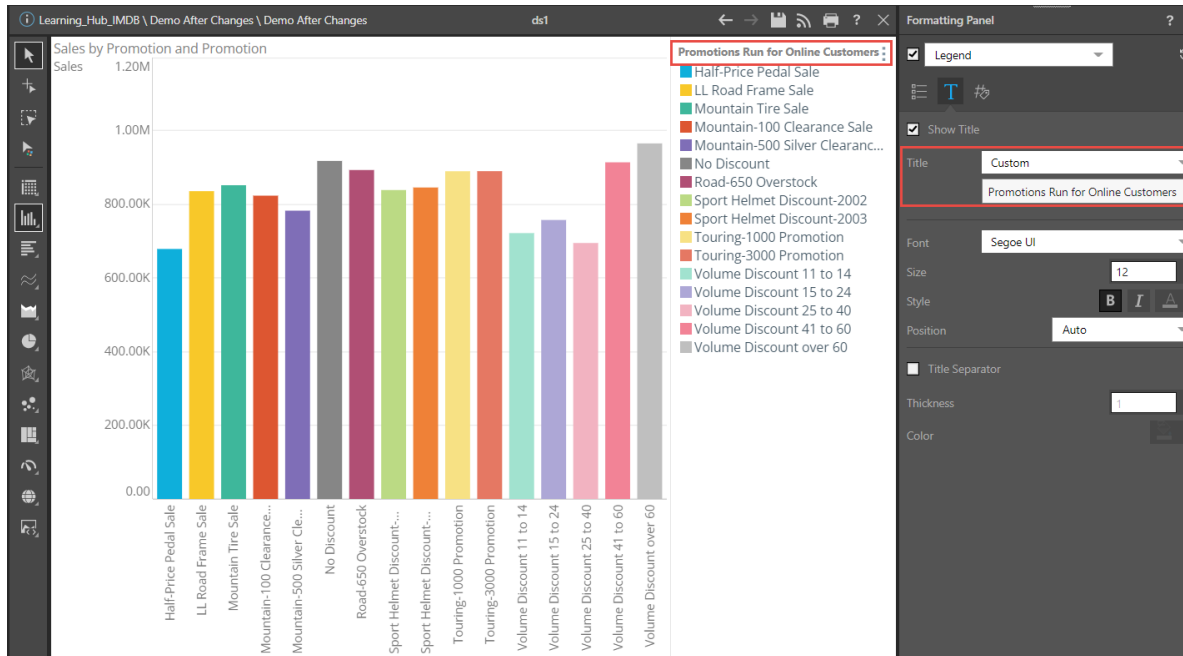 Learning_Hub_IMDB \ Demo After Changes \ Demo After Changes
ds1
?
Sales by Promotion and Promotion
Sales
1.20M
1.00M
800.00K
600.00K
400.00K
200.00K
0.00
Half-Price Pedal Sale
LL Road Frame Sale
Mountain Tire Sale
Mountain-100 Clearance...
Mountain-500 Silver Cle...
No Discount
Road-650 Overstock
Sport Helmet Discount-...
Sport Helmet Discount-...
Touring-1000 Promotion
Touring-3000 Promotion
Volume Discount 11 to 14
Volume Discount 15 to 24
Volume Discount 25 to 40
Volume Discount 41 to 60
Volume Discount over 60
Promotions Run for Online Customers
Half-Price Pedal Sale
LL Road Frame Sale
Mountain Tire Sale
Mountain-100 Clearance Sale
Mountain-500 Silver Clearanc...
No Discount
Road-650 Overstock
Sport Helmet Discount-2002
Sport Helmet Discount-2003
Touring-1000 Promotion
Touring-3000 Promotion
Volume Discount 11 to 14
Volume Discount 15 to 24
Volume Discount 25 to 40
Volume Discount 41 to 60
Volume Discount over 60
Formatting Panel
?
Legend
T
Show Title
Title Custom
Promotions Run for Online Customers
Font Segoe UI
Size 12
Style B I A
Position Auto
Title Separator
Thickness 1
Color